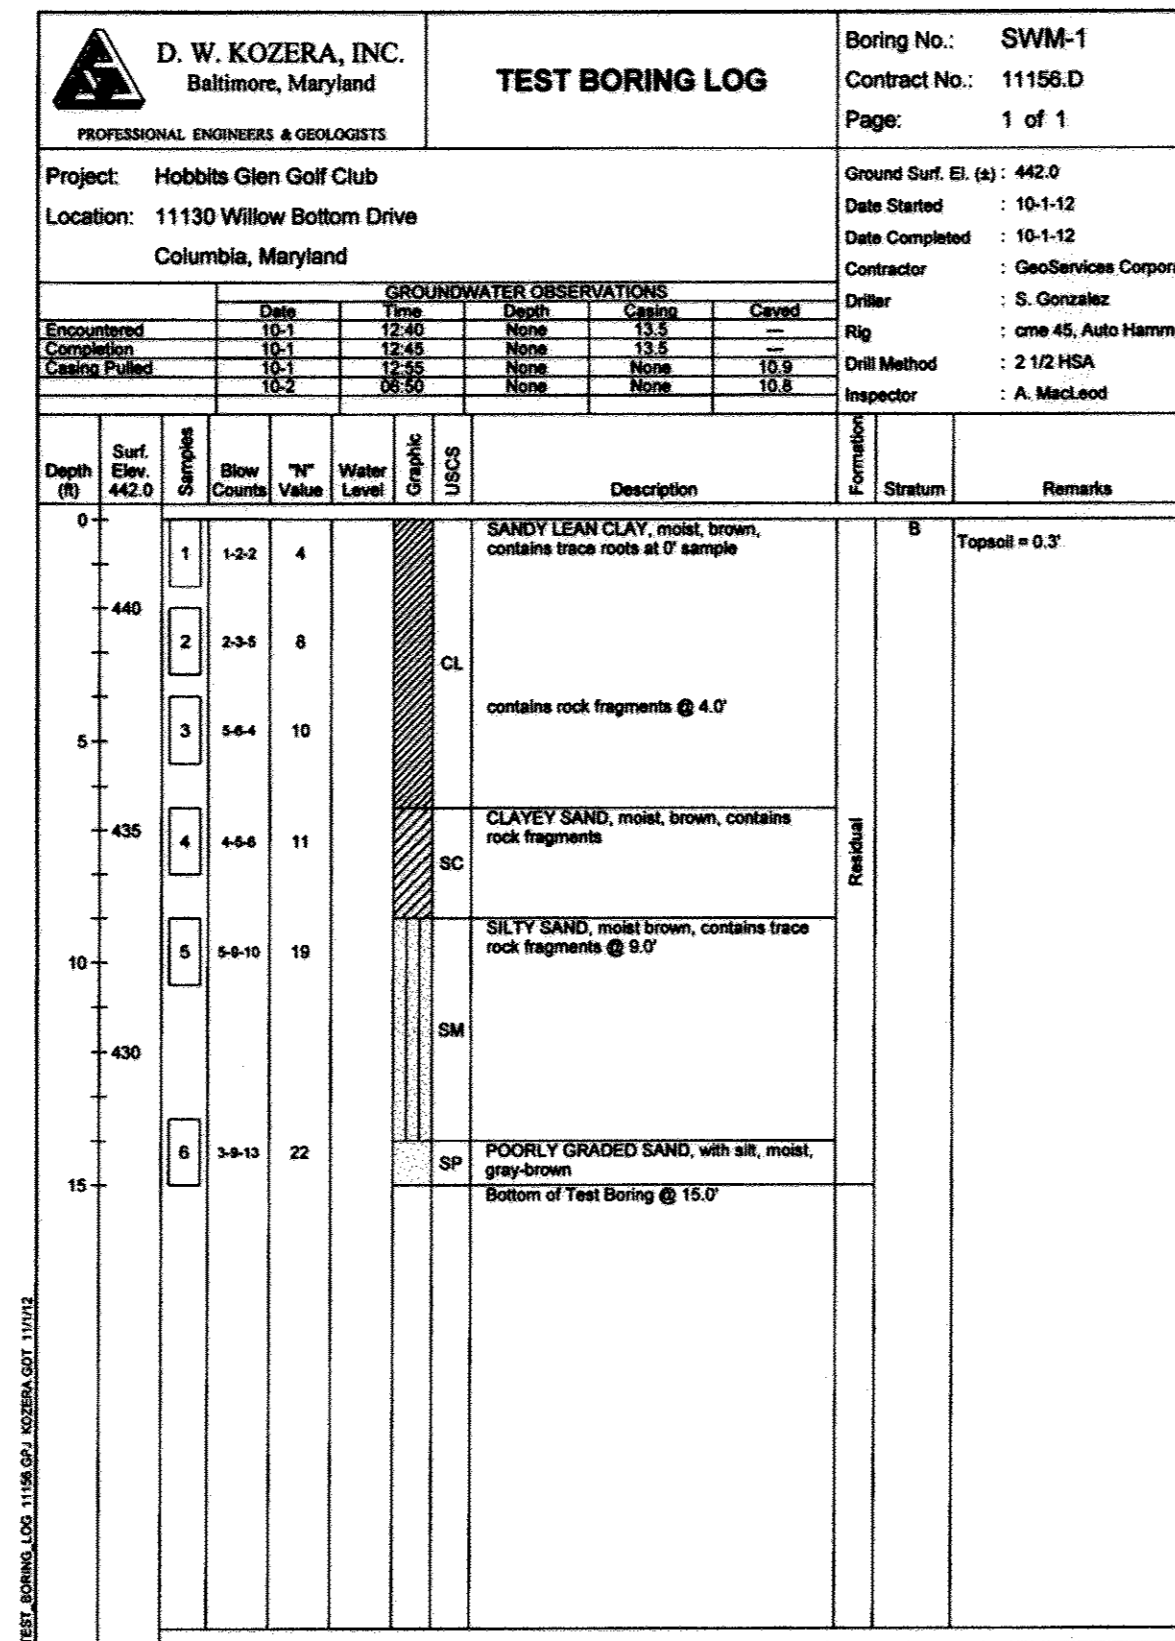 D. W. KOZERA, INC.
Baltimore, Maryland
PROFESSIONAL ENGINEERS & GEOLOGISTS
TEST BORING LOG
Boring No.: SWM-1
Contract No.: 11156.D
Page: 1 of 1
Project: Hobbits Glen Golf Club
Location: 11130 Willow Bottom Drive
Columbia, Maryland
Ground Surf. El. (±) : 442.0
Date Started : 10-1-12
Date Completed : 10-1-12
Contractor : GeoServices Corpora
Driller : S. Gonzalez
Rig : cme 45, Auto Hamm
Drill Method : 2 1/2 HSA
Inspector : A. MacLeod
GROUNDWATER OBSERVATIONS
Date Time Depth Casing Caved
Encountered 10-1 12:40 None 13.5 —
Completion 10-1 12:45 None 13.5 —
Casing Pulled 10-1 12:55 None None 10.9
10-2 06:50 None None 10.8
Depth (ft) Surf. Elev. 442.0 Samples Blow Counts "N" Value Water Level Graphic USCS Description Formation Stratum Remarks
0 SANDY LEAN CLAY, moist, brown, B
contains trace roots at 0' sample Topsoil = 0.3'
1 1-2-2 4
440
2 2-3-5 8
CL
contains rock fragments @ 4.0'
5 3 5-6-4 10
CLAYEY SAND, moist, brown, contains
435 rock fragments
4 4-5-6 11
SC Residual
SILTY SAND, moist brown, contains trace
rock fragments @ 9.0'
10 5 5-9-10 19
SM
430
6 3-9-13 22 POORLY GRADED SAND, with silt, moist,
SP gray-brown
15 Bottom of Test Boring @ 15.0'
TEST_BORING_LOG 11156.GPJ KOZERA.GDT 11/1/12